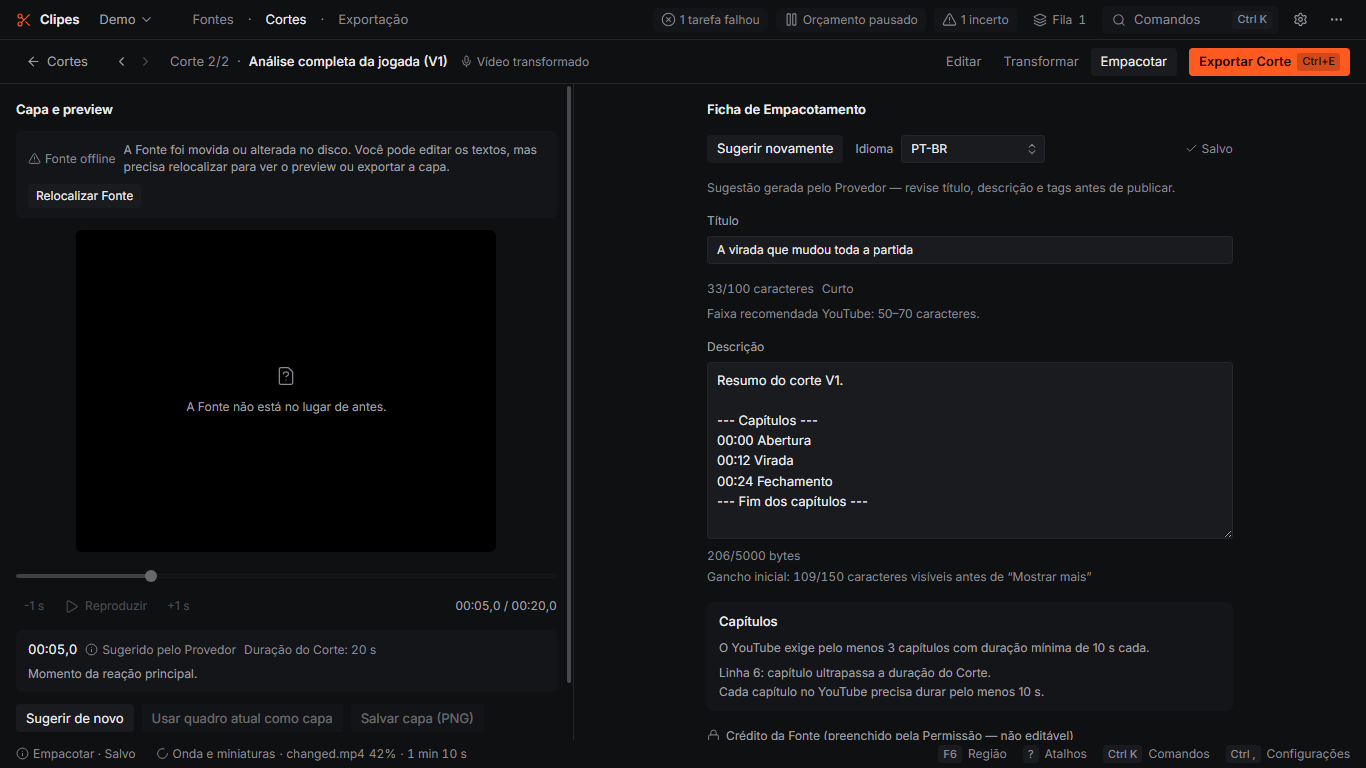 Clipes Demo Fontes · Cortes · Exportação 1 tarefa falhou Orçamento pausado 1 incerto Fila 1 Comandos Ctrl K
Cortes Corte 2/2 · Análise completa da jogada (V1) Vídeo transformado Editar Transformar Empacotar Exportar Corte Ctrl+E
Capa e preview
Fonte offline
A Fonte foi movida ou alterada no disco. Você pode editar os textos, mas
precisa relocalizar para ver o preview ou exportar a capa.
Relocalizar Fonte
A Fonte não está no lugar de antes.
-1 s Reproduzir +1 s 00:05,0 / 00:20,0
00:05,0 Sugerido pelo Provedor Duração do Corte: 20 s
Momento da reação principal.
Sugerir de novo Usar quadro atual como capa Salvar capa (PNG)
Ficha de Empacotamento
Sugerir novamente Idioma PT-BR Salvo
Sugestão gerada pelo Provedor — revise título, descrição e tags antes de publicar.
Título
A virada que mudou toda a partida
33/100 caracteres Curto
Faixa recomendada YouTube: 50–70 caracteres.
Descrição
Resumo do corte V1.
--- Capítulos ---
00:00 Abertura
00:12 Virada
00:24 Fechamento
--- Fim dos capítulos ---
206/5000 bytes
Gancho inicial: 109/150 caracteres visíveis antes de “Mostrar mais”
Capítulos
O YouTube exige pelo menos 3 capítulos com duração mínima de 10 s cada.
Linha 6: capítulo ultrapassa a duração do Corte.
Cada capítulo no YouTube precisa durar pelo menos 10 s.
Crédito da Fonte (preenchido pela Permissão — não editável)
Empacotar · Salvo Onda e miniaturas · changed.mp4 42% · 1 min 10 s F6 Região ? Atalhos Ctrl K Comandos Ctrl , Configurações